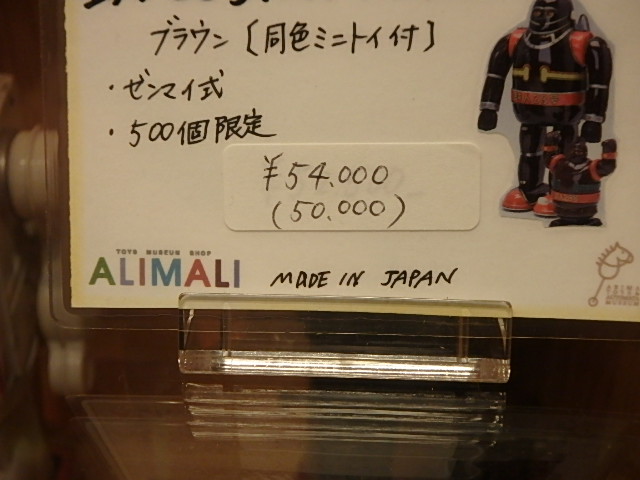 ブラウン〔同色ミニトイ付〕
・ゼンマイ式
・500個限定
¥54.000
(50.000)
TOYS MUSEUM SHOP
ALIMALI
MADE IN JAPAN